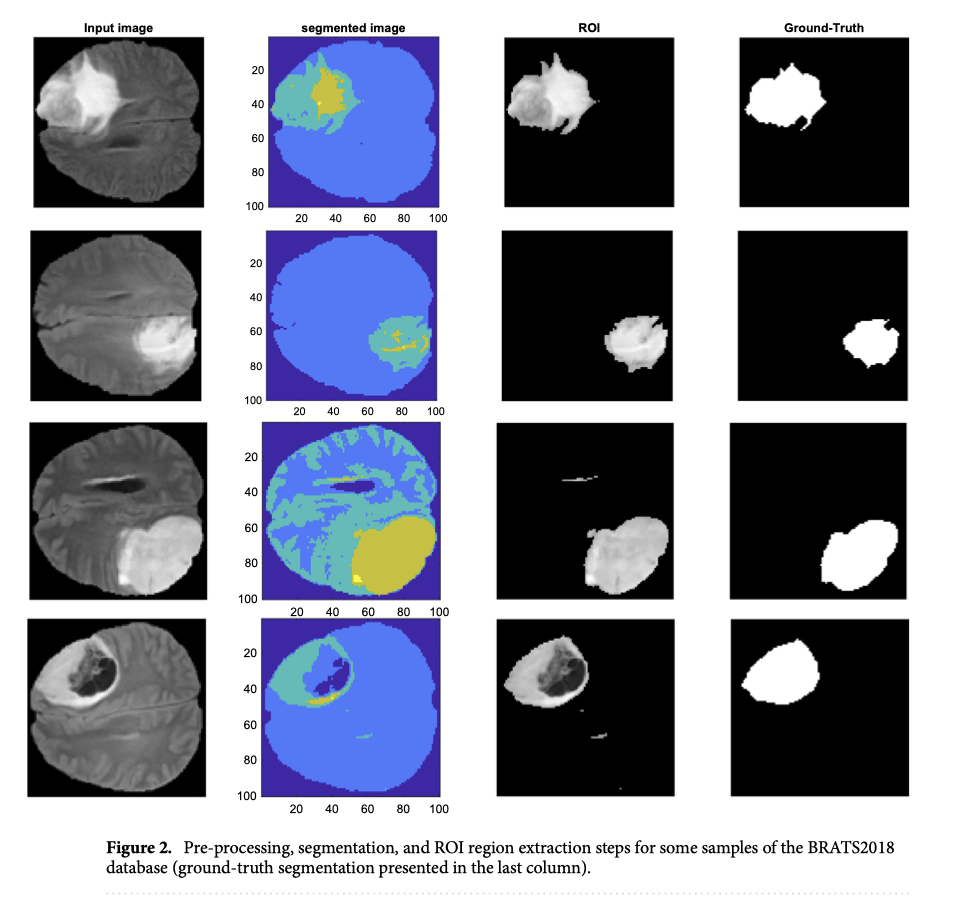 Input image segmented image ROI Ground-Truth
20
40
60
80
100
20 40 60 80 100
20
40
60
80
100
20 40 60 80 100
20
40
60
80
100
20 40 60 80 100
20
40
60
80
100
20 40 60 80 100
Figure 2. Pre-processing, segmentation, and ROI region extraction steps for some samples of the BRATS2018
database (ground-truth segmentation presented in the last column).